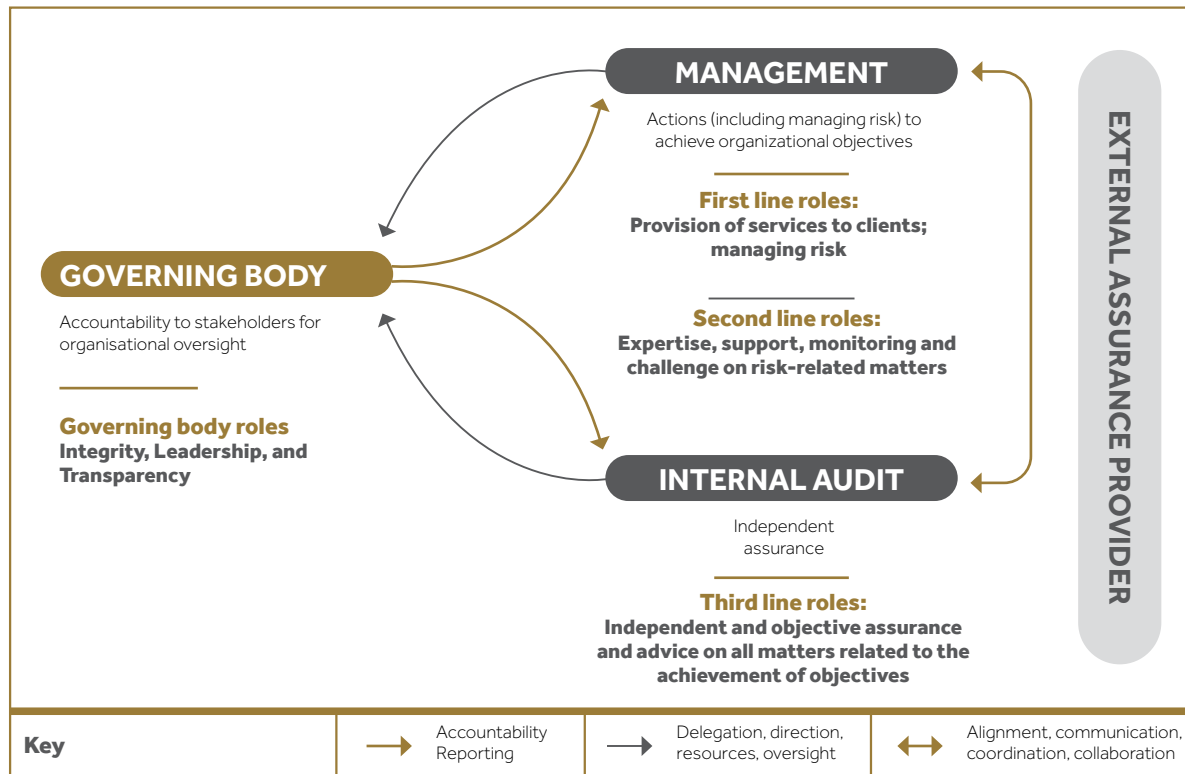 MANAGEMENT
Actions (including managing risk) to
achieve organizational objectives
First line roles:
Provision of services to clients;
managing risk
Second line roles:
Expertise, support, monitoring and
challenge on risk-related matters
GOVERNING BODY
Accountability to stakeholders for
organisational oversight
Governing body roles
Integrity, Leadership, and
Transparency
INTERNAL AUDIT
Independent
assurance
Third line roles:
Independent and objective assurance
and advice on all matters related to the
achievement of objectives
EXTERNAL ASSURANCE PROVIDER
Key
Accountability
Reporting
Delegation, direction,
resources, oversight
Alignment, communication,
coordination, collaboration